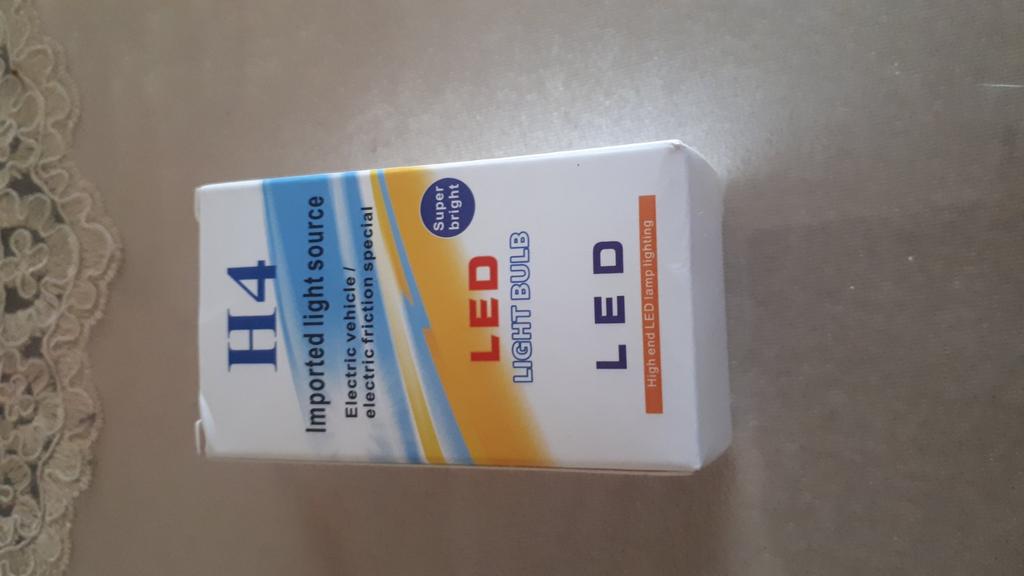 H4
Imported light source
Electric vehicle /
electric friction special
Super
bright
LED
LIGHT BULB
LED
High end LED lamp lighting